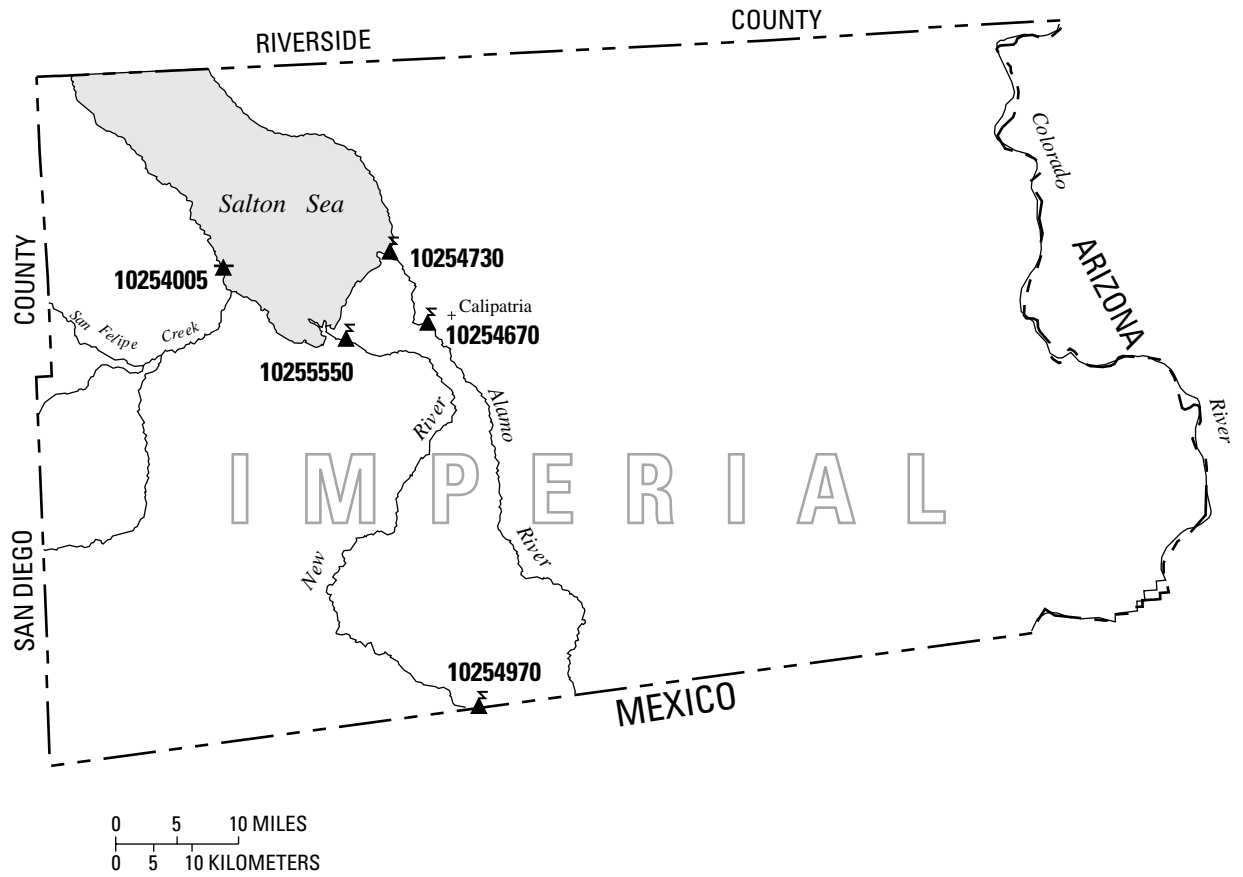 COUNTY
RIVERSIDE
Colorado
Salton Sea
ARIZONA
10254730
COUNTY
10254005
Calipatria
San Felipe Creek
10254670
10255550
Alamo
River
River
IMPERIAL
River
New
SAN DIEGO
10254970
MEXICO
0 5 10 MILES
0 5 10 KILOMETERS